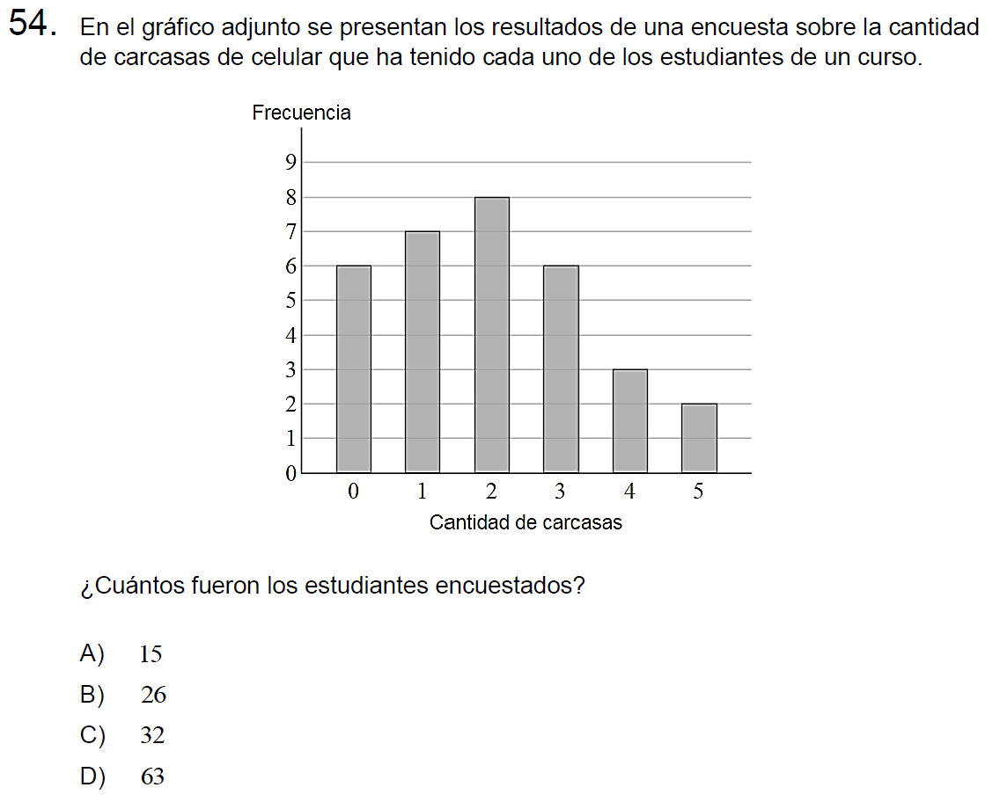 54. En el gráfico adjunto se presentan los resultados de una encuesta sobre la cantidad
de carcasas de celular que ha tenido cada uno de los estudiantes de un curso.
Frecuencia
9
8
7
6
5
4
3
2
1
0
0 1 2 3 4 5
Cantidad de carcasas
¿Cuántos fueron los estudiantes encuestados?
A) 15
B) 26
C) 32
D) 63